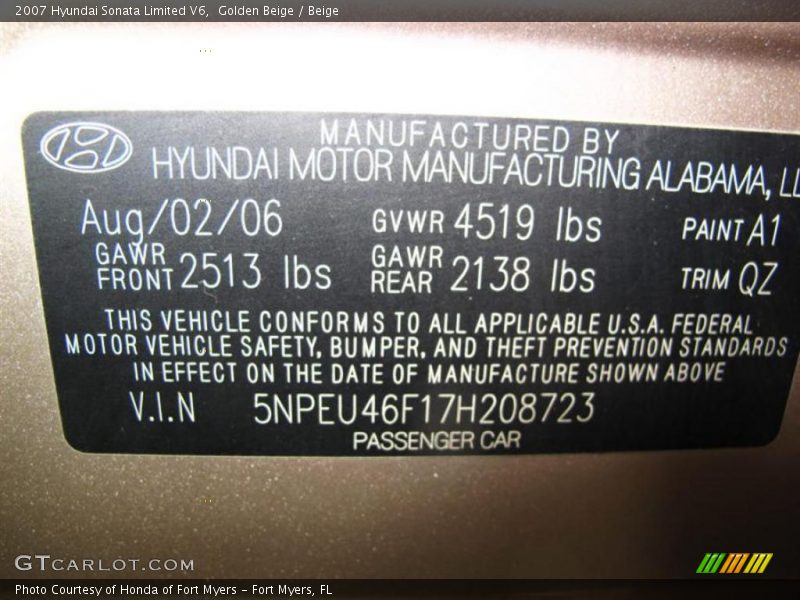 2007 Hyundai Sonata Limited V6,  Golden Beige / Beige
MANUFACTURED BY
HYUNDAI MOTOR MANUFACTURING ALABAMA,
Aug/02/06 GVWR 4519 lbs PAINT A1
GAWR FRONT 2513 lbs GAWR REAR 2138 lbs TRIM QZ
THIS VEHICLE CONFORMS TO ALL APPLICABLE U.S.A. FEDERAL
MOTOR VEHICLE SAFETY, BUMPER, AND THEFT PREVENTION STANDARDS
IN EFFECT ON THE DATE OF MANUFACTURE SHOWN ABOVE
V.I.N 5NPEU46F17H208723
PASSENGER CAR
GTCARLOT.COM
Photo Courtesy of Honda of Fort Myers – Fort Myers, FL